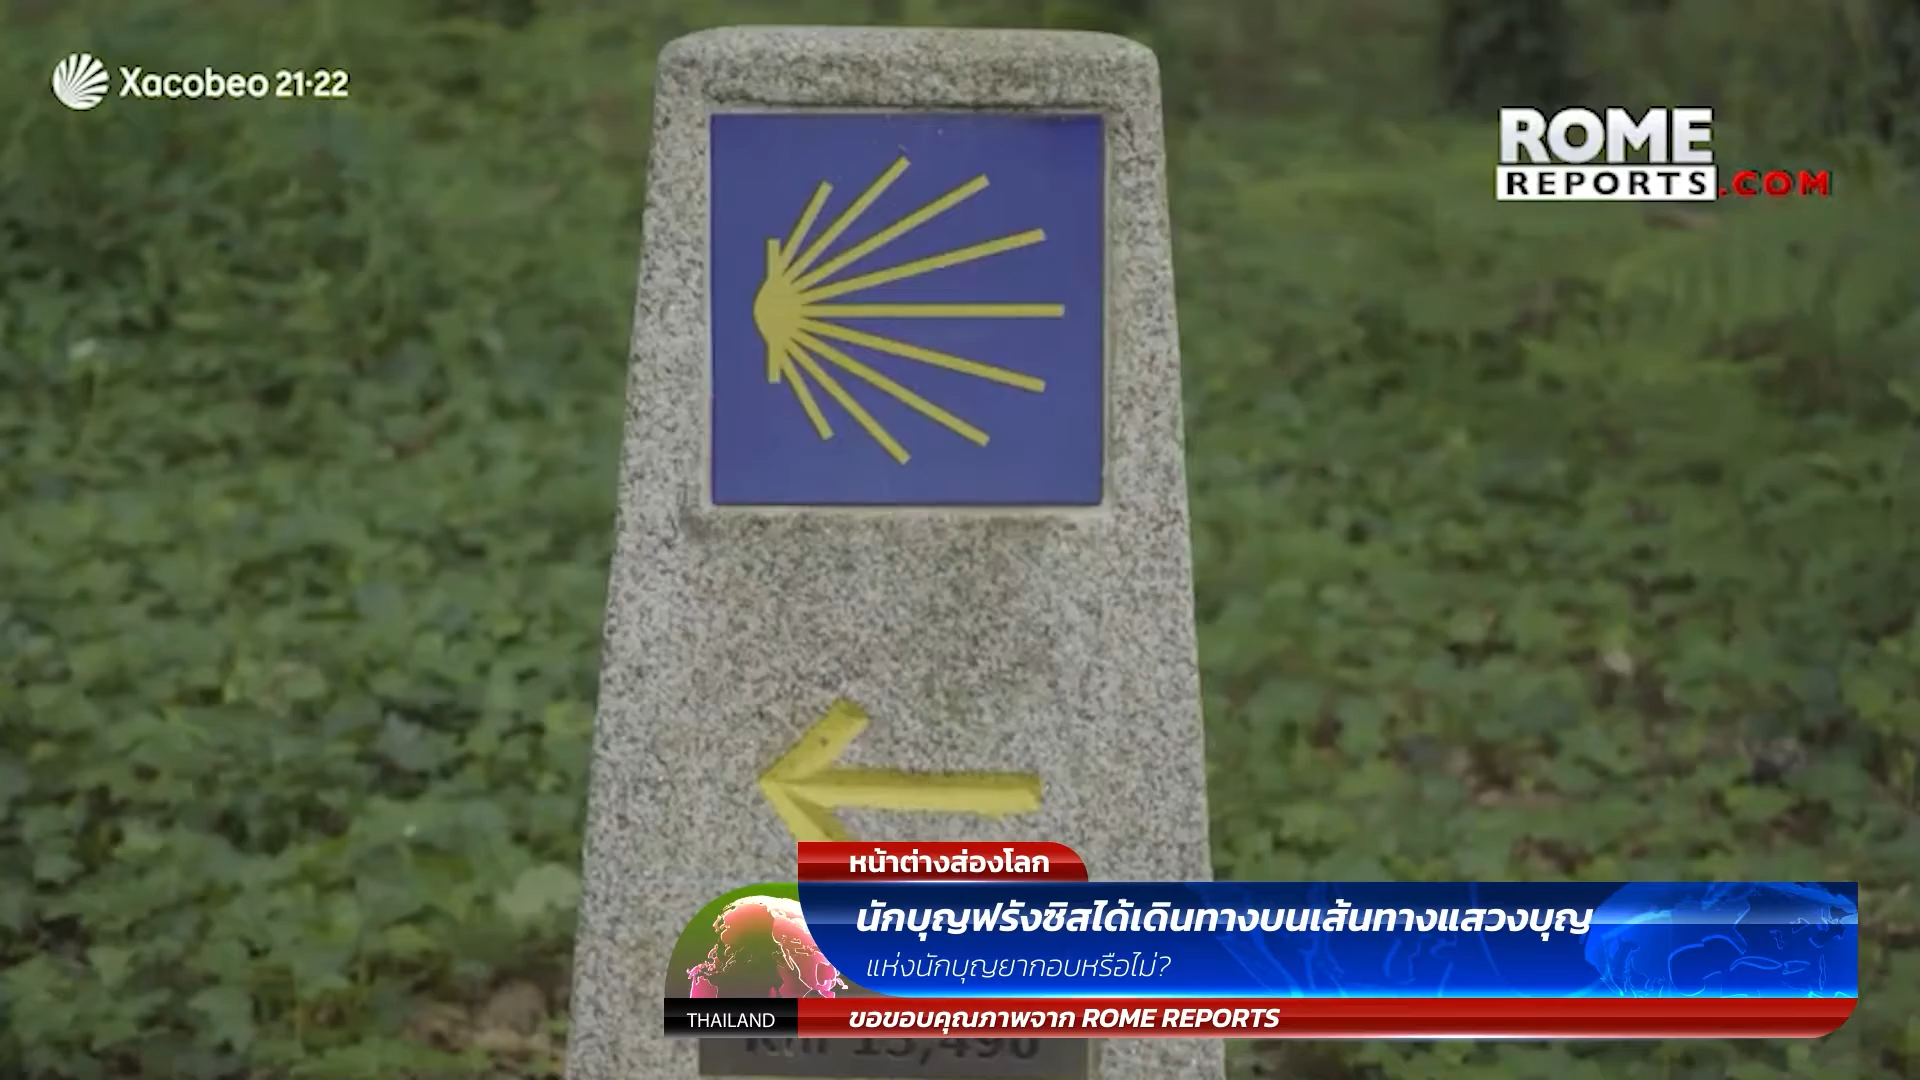 Xacobeo 21·22
ROME
REPORTS.COM
หน้าต่างส่องโลก
นักบุญฟรังซิสได้เดินทางบนเส้นทางแสวงบุญ
แห่งนักบุญยากอบหรือไม่?
THAILAND
ขอขอบคุณภาพจาก ROME REPORTS
Km 15,490